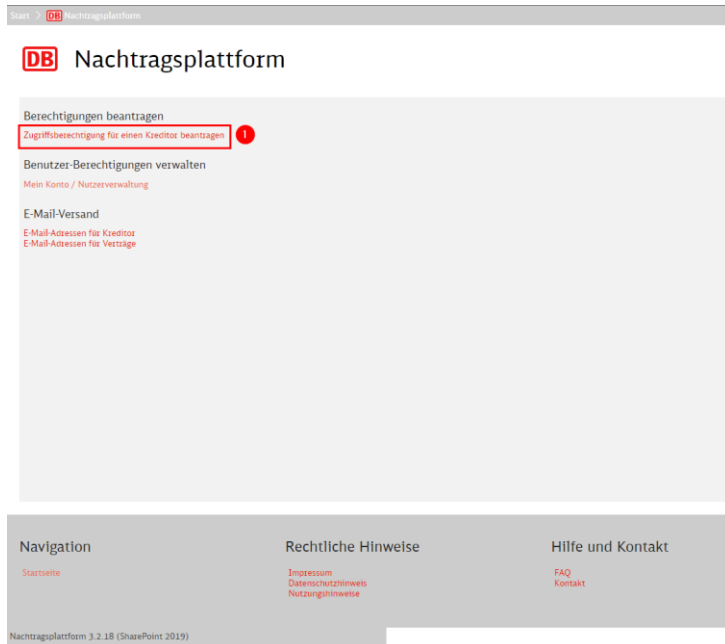 Start > DB Nachtragsplattform
DB Nachtragsplattform
Berechtigungen beantragen
Zugriffsberechtigung für einen Kreditor beantragen 1
Benutzer-Berechtigungen verwalten
Mein Konto / Nutzerverwaltung
E-Mail-Versand
E-Mail-Adressen für Kreditor
E-Mail-Adressen für Verträge
Navigation
Startseite
Rechtliche Hinweise
Impressum
Datenschutzhinweis
Nutzungshinweise
Hilfe und Kontakt
FAQ
Kontakt
Nachtragsplattform 3.2.18 (SharePoint 2019)